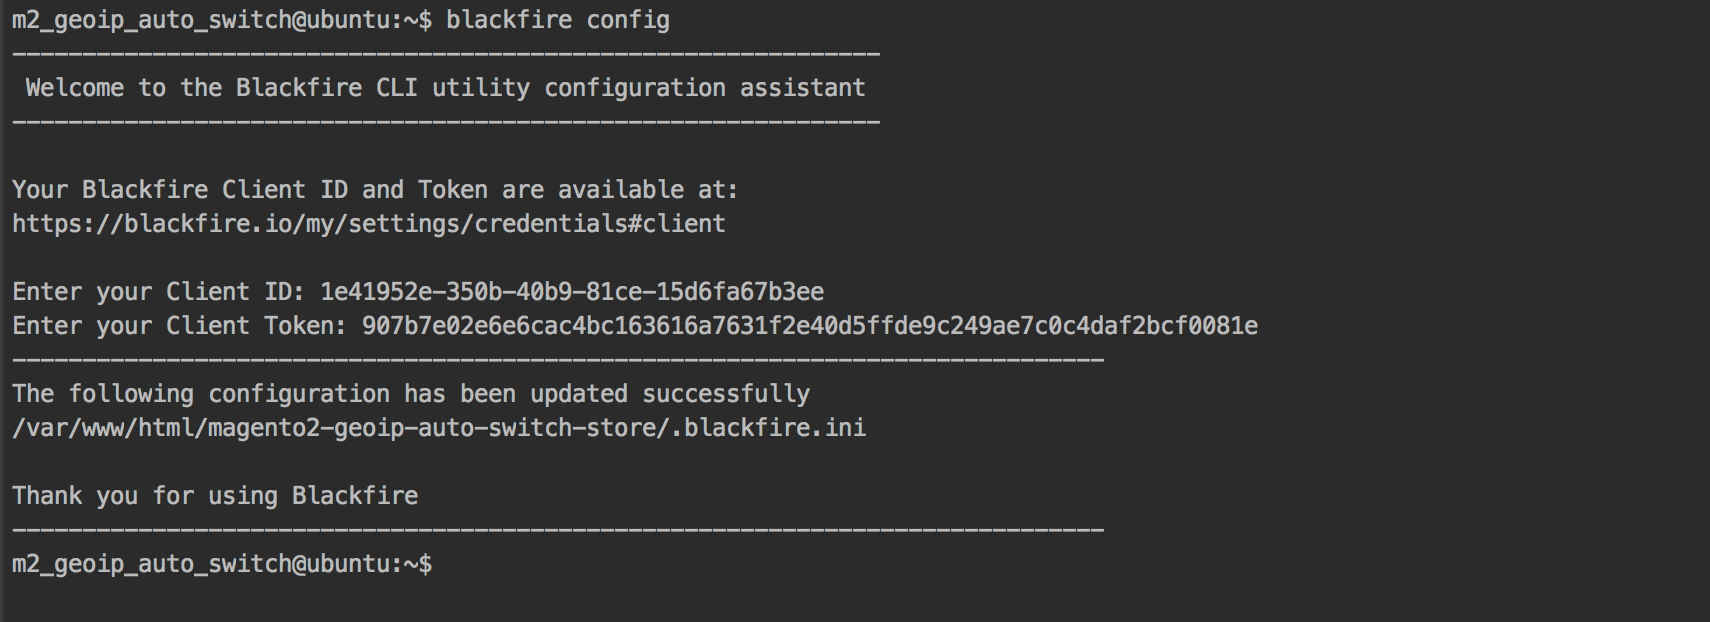 m2_geoip_auto_switch@ubuntu:~$ blackfire config
--------------------------------------------------------------
 Welcome to the Blackfire CLI utility configuration assistant
--------------------------------------------------------------
Your Blackfire Client ID and Token are available at:
https://blackfire.io/my/settings/credentials#client
Enter your Client ID: 1e41952e-350b-40b9-81ce-15d6fa67b3ee
Enter your Client Token: 907b7e02e6e6cac4bc163616a7631f2e40d5ffde9c249ae7c0c4daf2bcf0081e
------------------------------------------------------------------------------
The following configuration has been updated successfully
/var/www/html/magento2-geoip-auto-switch-store/.blackfire.ini
Thank you for using Blackfire
------------------------------------------------------------------------------
m2_geoip_auto_switch@ubuntu:~$